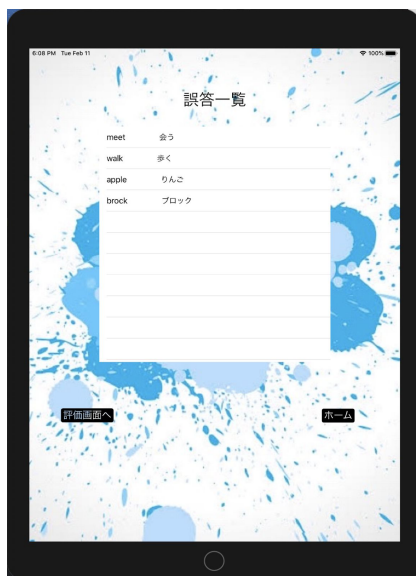 6:08 PM Tue Feb 11 100%
誤答一覧
meet 会う
walk 歩く
apple りんご
brock ブロック
評価画面へ ホーム